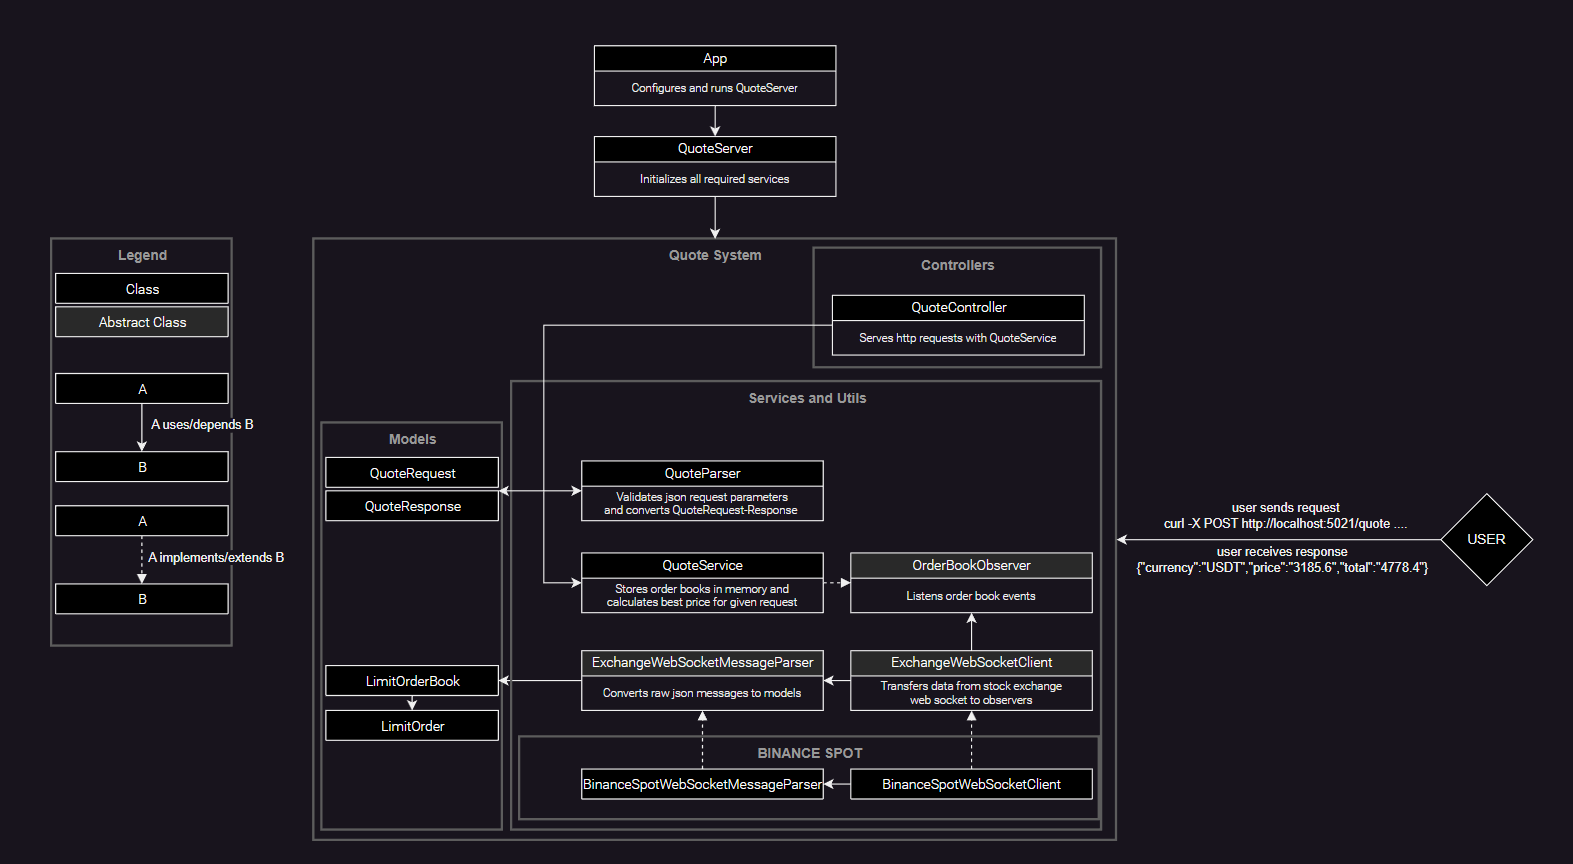 App
Configures and runs QuoteServer
QuoteServer
Initializes all required services
Legend
Class
Abstract Class
A
A uses/depends B
B
A
A implements/extends B
B
Quote System
Controllers
QuoteController
Serves http requests with QuoteService
Services and Utils
Models
QuoteRequest
QuoteResponse
LimitOrderBook
LimitOrder
QuoteParser
Validates json request parameters
and converts QuoteRequest-Response
QuoteService
Stores order books in memory and
calculates best price for given request
OrderBookObserver
Listens order book events
ExchangeWebSocketMessageParser
Converts raw json messages to models
ExchangeWebSocketClient
Transfers data from stock exchange
web socket to observers
BINANCE SPOT
BinanceSpotWebSocketMessageParser
BinanceSpotWebSocketClient
user sends request
curl -X POST http://localhost:5021/quote ....
user receives response
{"currency":"USDT","price":"3185.6","total":"4778.4"}
USER